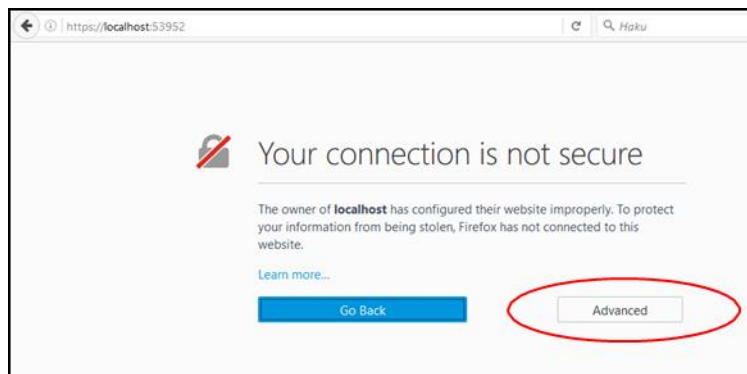 https://localhost:53952
Haku
Your connection is not secure
The owner of localhost has configured their website improperly. To protect
your information from being stolen, Firefox has not connected to this
website.
Learn more...
Go Back
Advanced